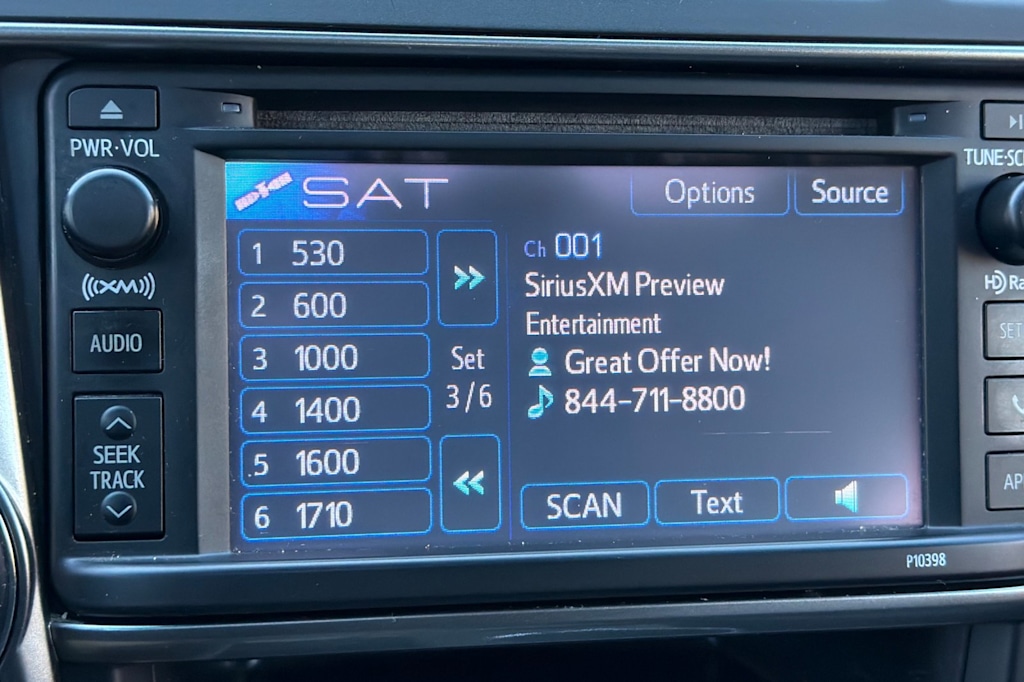 PWR·VOL
((XM))
AUDIO
SEEK
TRACK
SAT
Options
Source
1 530
2 600
3 1000
4 1400
5 1600
6 1710
Set
3/6
Ch 001
SiriusXM Preview
Entertainment
Great Offer Now!
844-711-8800
SCAN
Text
P10398